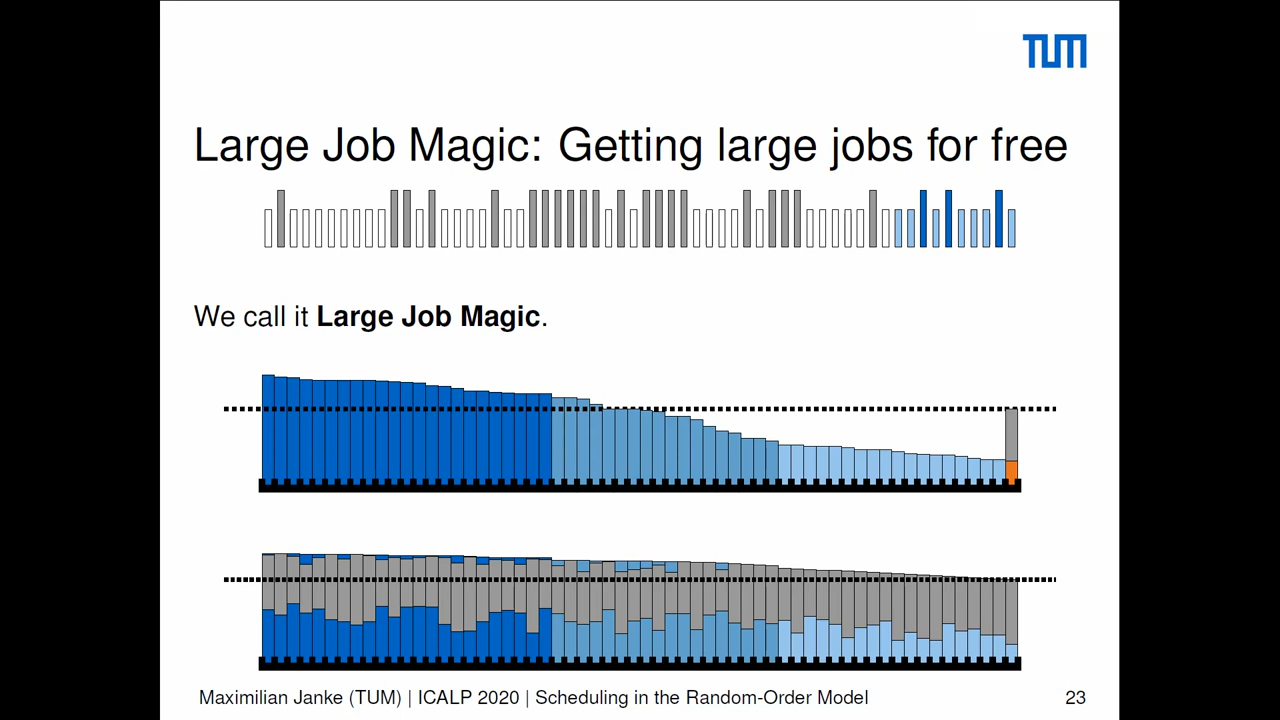 TUM
Large Job Magic: Getting large jobs for free
We call it Large Job Magic.
Maximilian Janke (TUM) | ICALP 2020 | Scheduling in the Random-Order Model 23